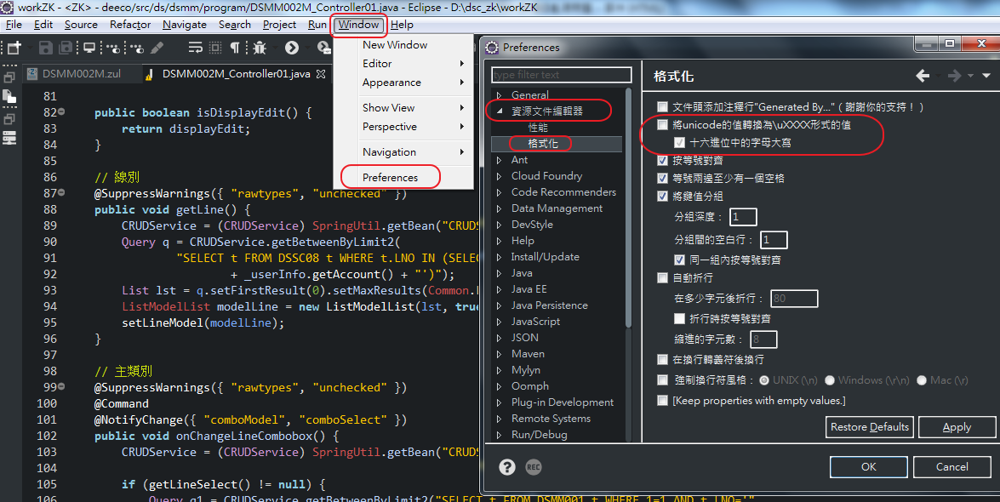 workZK - <ZK> - deeco/src/ds/dsmm/program/DSMM002M_Controller01.java - Eclipse - D:\dsc_zk\workZK
File Edit Source Refactor Navigate Search Project Run Window Help
DSMM002M.zul
DSMM002M_Controller01.java
81
82 public boolean isDisplayEdit() {
83 return displayEdit;
84 }
85
86 // 線別
87 @SuppressWarnings({ "rawtypes", "unchecked" })
88 public void getLine() {
89 CRUDService = (CRUDService) SpringUtil.getBean("CRUDS
90 Query q = CRUDService.getBetweenByLimit2(
91 "SELECT t FROM DSSC08 t WHERE t.LNO IN (SELEC
92 + _userInfo.getAccount() + "')");
93 List lst = q.setFirstResult(0).setMaxResults(Common.
94 ListModelList modelLine = new ListModelList(lst, true
95 setLineModel(modelLine);
96 }
97
98 // 主類別
99 @SuppressWarnings({ "rawtypes", "unchecked" })
100 @Command
101 @NotifyChange({ "comboModel", "comboSelect" })
102 public void onChangeLineCombobox() {
103 CRUDService = (CRUDService) SpringUtil.getBean("CRUDS
104
105 if (getLineSelect() != null) {
106 Query q1 = CRUDService.getBetweenByLimit2("SELECT t FROM DSMM001 t WHERE 1=1 AND t.LNO='"
New Window
Editor
Appearance
Show View
Perspective
Navigation
Preferences
Preferences
type filter text
General
資源文件編輯器
性能
格式化
Ant
Cloud Foundry
Code Recommenders
Data Management
DevStyle
Help
Install/Update
Java
Java EE
Java Persistence
JavaScript
JSON
Maven
Mylyn
Oomph
Plug-in Development
Remote Systems
Run/Debug
格式化
文件頭添加注釋行"Generated By..."（謝謝你的支持！）
將unicode的值轉換為\uXXXX形式的值
十六進位中的字母大寫
按等號對齊
等號兩邊至少有一個空格
將鍵值分組
分組深度： 1
分組間的空白行： 1
同一組內按等號對齊
自動折行
在多少字元後折行： 80
折行時按等號對齊
縮進的字元數： 8
在換行轉義符後換行
強制換行符風格： UNIX (\n) Windows (\r\n) Mac (\r)
[Keep properties with empty values.]
Restore Defaults Apply
? REC OK Cancel